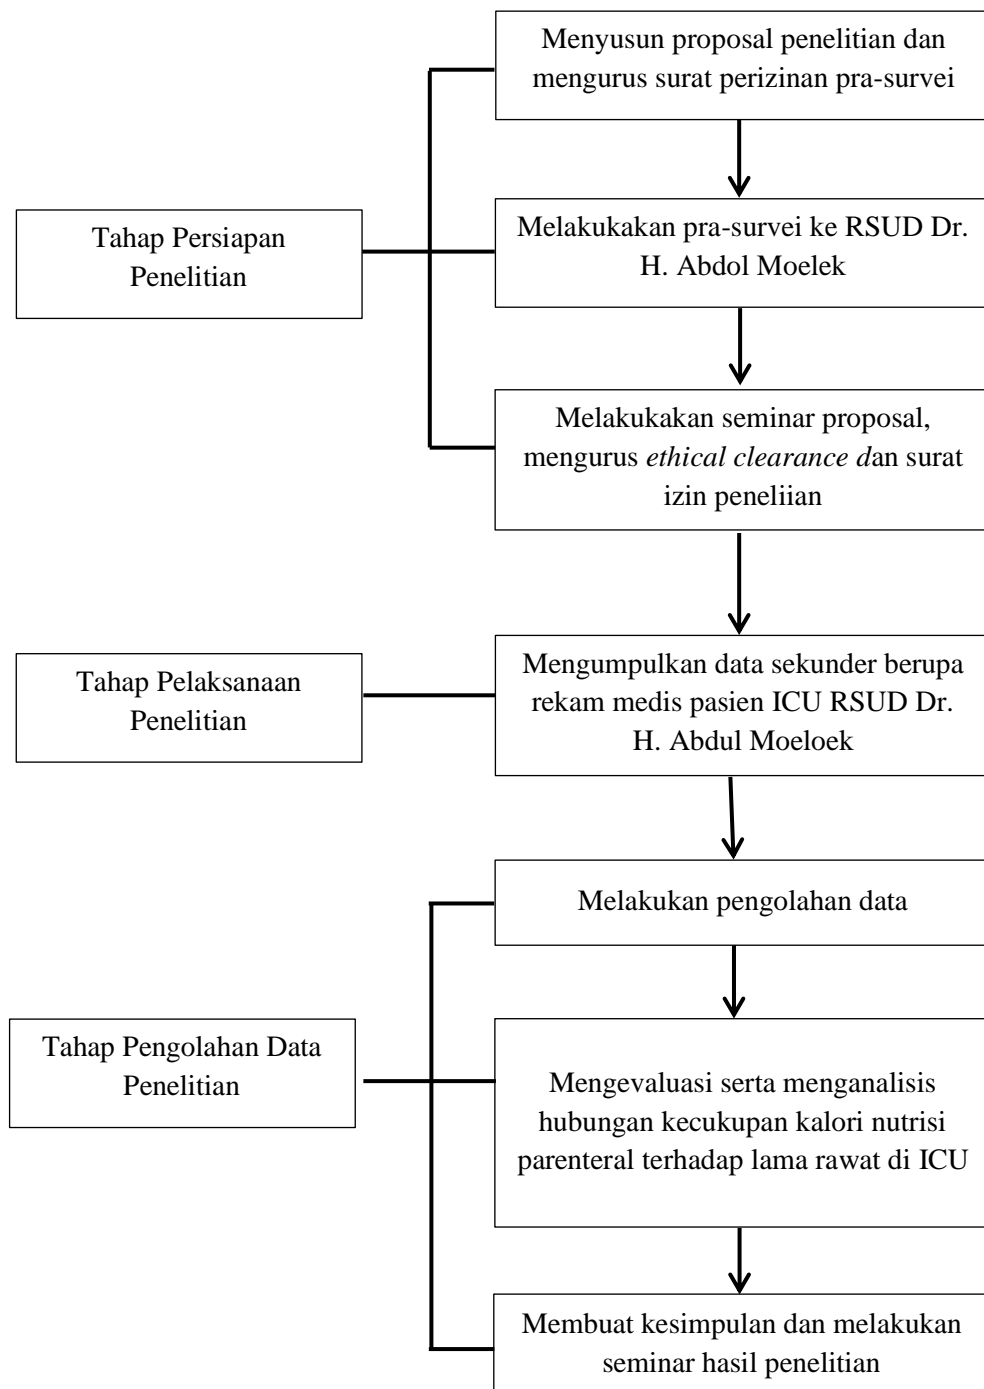 Menyusun proposal penelitian dan
mengurus surat perizinan pra-survei
Tahap Persiapan
Penelitian
Melakukakan pra-survei ke RSUD Dr.
H. Abdol Moelek
Melakukakan seminar proposal,
mengurus ethical clearance dan surat
izin peneliian
Tahap Pelaksanaan
Penelitian
Mengumpulkan data sekunder berupa
rekam medis pasien ICU RSUD Dr.
H. Abdul Moeloek
Melakukan pengolahan data
Tahap Pengolahan Data
Penelitian
Mengevaluasi serta menganalisis
hubungan kecukupan kalori nutrisi
parenteral terhadap lama rawat di ICU
Membuat kesimpulan dan melakukan
seminar hasil penelitian